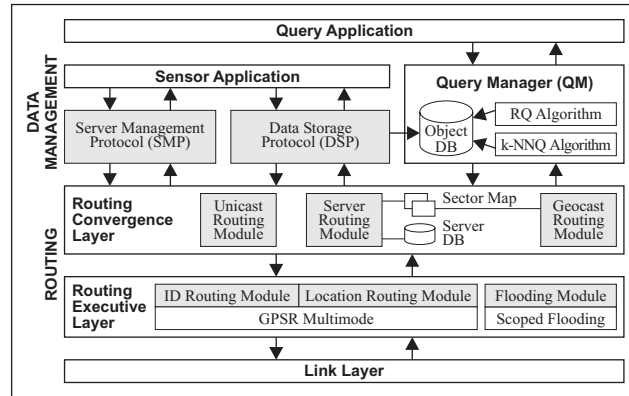 Query Application
Sensor Application
Query Manager (QM)
DATA
MANAGEMENT
Server Management
Protocol (SMP)
Data Storage
Protocol (DSP)
Object
DB
RQ Algorithm
k-NNQ Algorithm
ROUTING
Routing
Convergence
Layer
Unicast
Routing
Module
Server
Routing
Module
Sector Map
Server
DB
Geocast
Routing
Module
Routing
Executive
Layer
ID Routing Module
Location Routing Module
GPSR Multimode
Flooding Module
Scoped Flooding
Link Layer